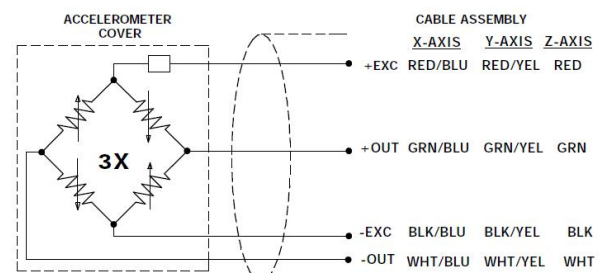 ACCELEROMETER
COVER
CABLE ASSEMBLY
X-AXIS Y-AXIS Z-AXIS
+EXC RED/BLU RED/YEL RED
3X
+OUT GRN/BLU GRN/YEL GRN
-EXC BLK/BLU BLK/YEL BLK
-OUT WHT/BLU WHT/YEL WHT